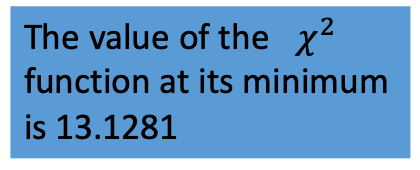 The value of the χ²
function at its minimum
is 13.1281